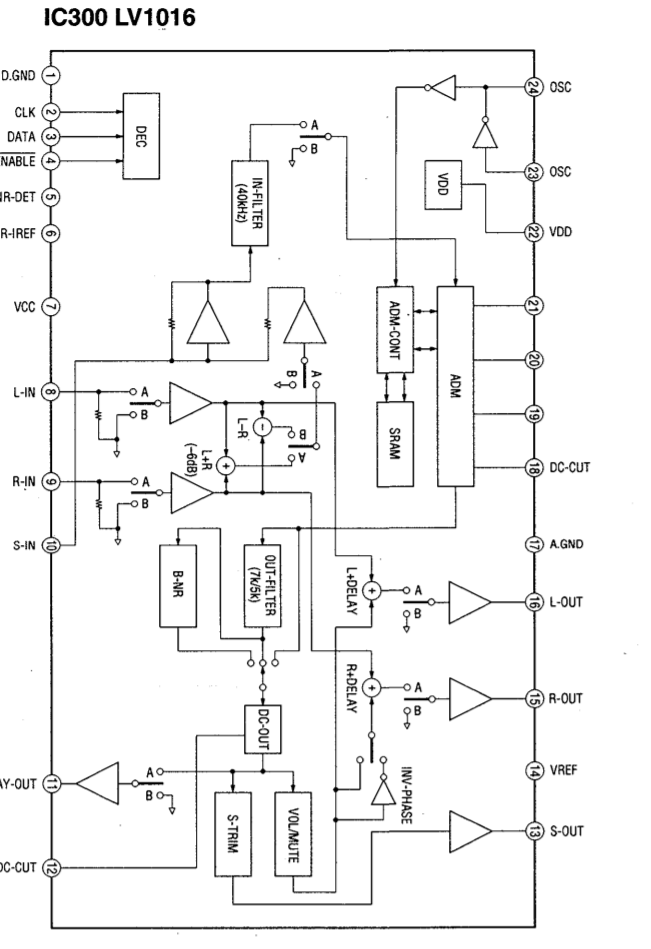 IC300 LV1016
D.GND 1
CLK 2
DATA 3
NABLE 4
NR-DET 5
R-IREF 6
VCC 7
L-IN 8
R-IN 9
S-IN 10
AY-OUT 11
DC-CUT 12
24 OSC
23 OSC
22 VDD
21
20
19
18 DC-CUT
17 A.GND
16 L-OUT
15 R-OUT
14 VREF
13 S-OUT
DEC
A
B
IN-FILTER
(40kHz)
VDD
ADM-CONT
ADM
SRAM
A
B
A
B
L-R
-
B
A
L+R
(-6dB)
+
A
B
B-NR
OUT-FILTER
(7k/5k)
L+DELAY
+
A
B
R+DELAY
+
A
B
DC-OUT
INV-PHASE
A
B
S-TRIM
VOL/MUTE